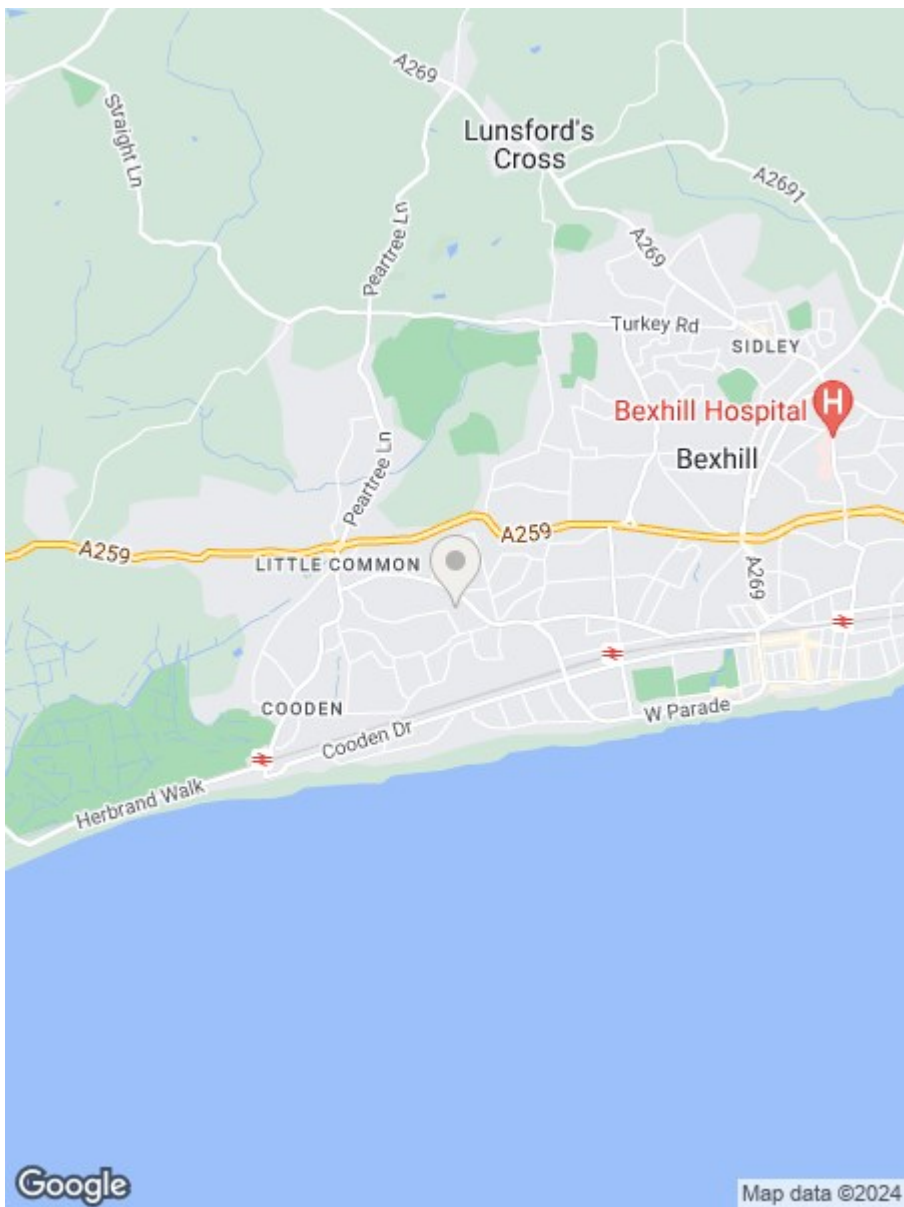 A269
Lunsford's
Cross
Straight Ln
A2691
Peartree Ln
A269
Turkey Rd
SIDLEY
Bexhill Hospital
H
Bexhill
Peartree Ln
A259
A259
LITTLE COMMON
A269
COODEN
W Parade
Cooden Dr
Herbrand Walk
Google
Map data ©2024